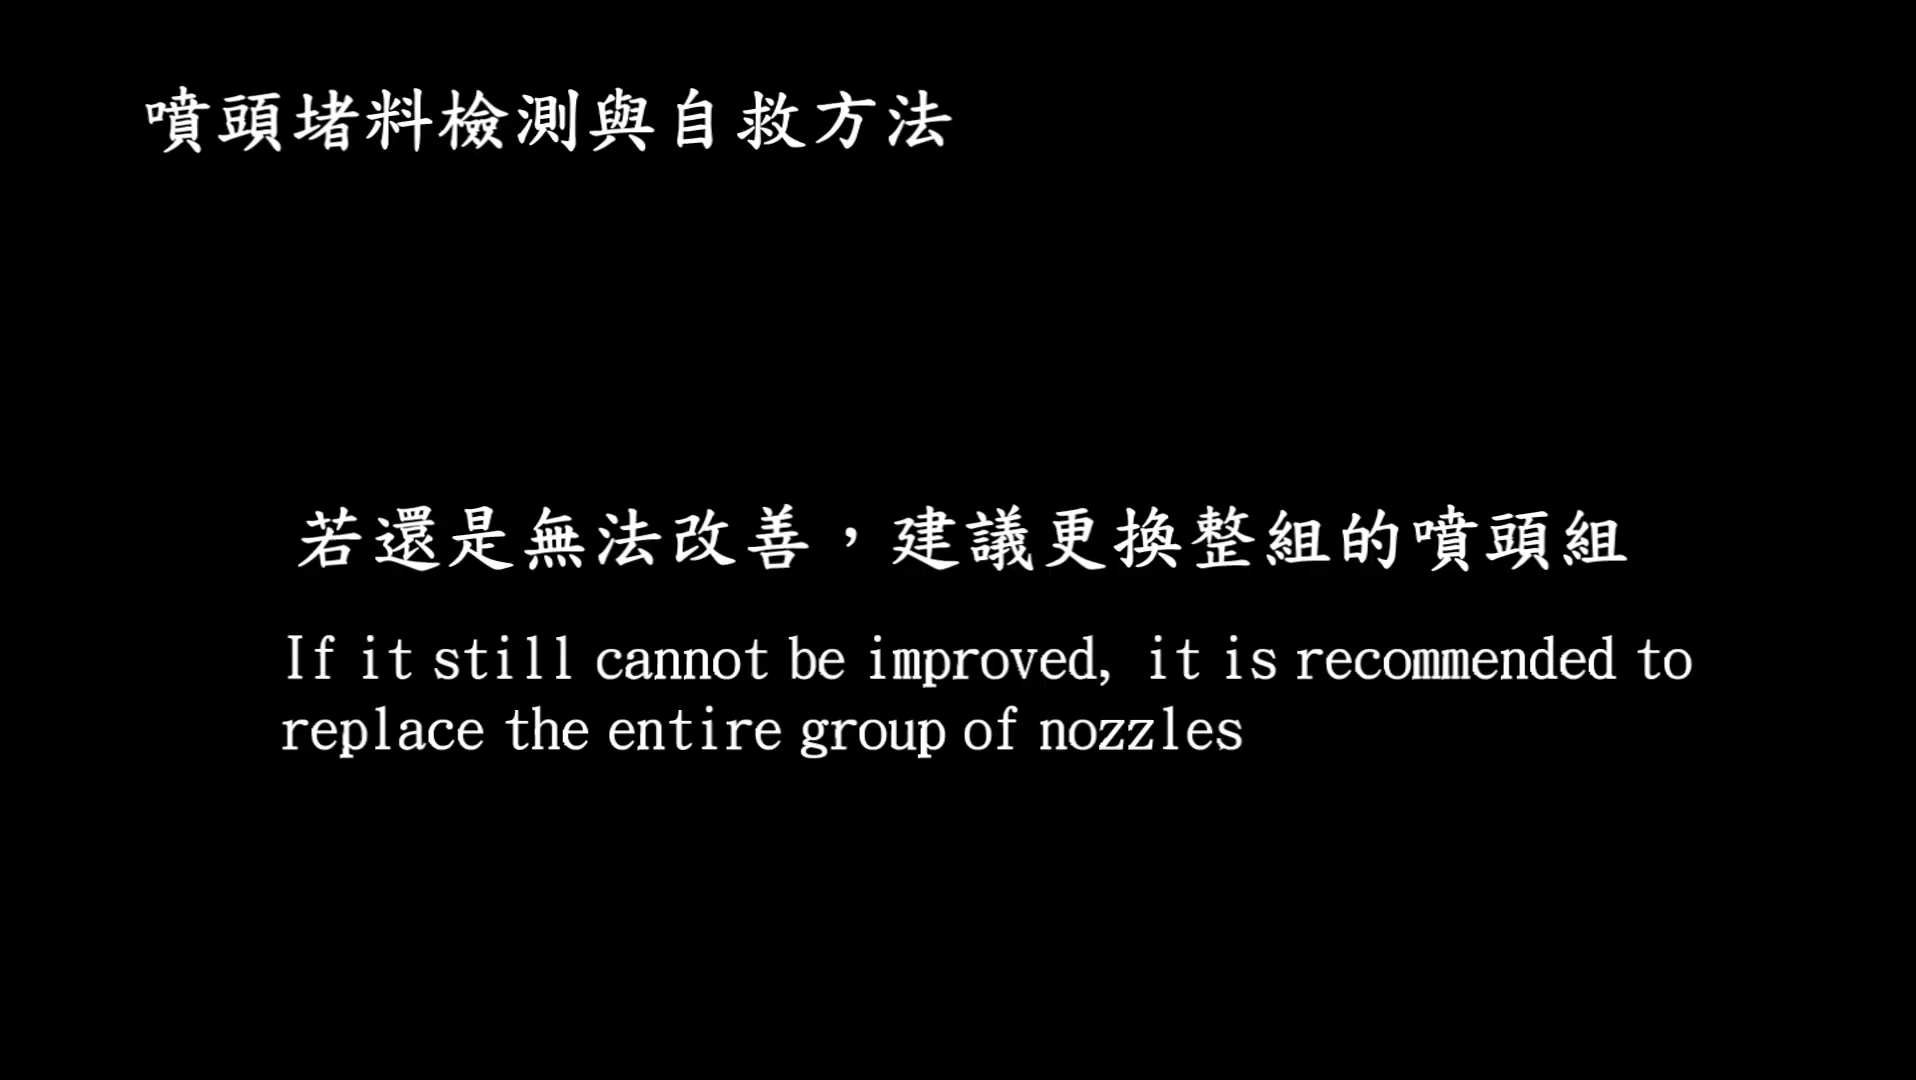 噴頭堵料檢測與自救方法
若還是無法改善，建議更換整組的噴頭組
If it still cannot be improved, it is recommended to
replace the entire group of nozzles